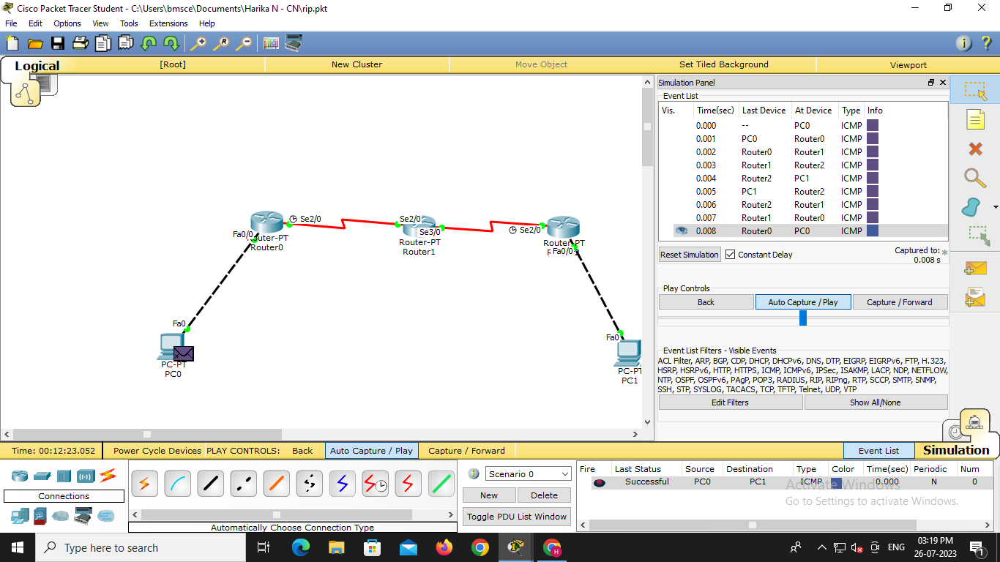 Cisco Packet Tracer Student - C:\Users\bmsce\Documents\Harika N - CN\rip.pkt
File Edit Options View Tools Extensions Help
Logical [Root] New Cluster Move Object Set Tiled Background Viewport
Simulation Panel
Event List
Vis. Time(sec) Last Device At Device Type Info
0.000 -- PC0 ICMP
0.001 PC0 Router0 ICMP
0.002 Router0 Router1 ICMP
0.003 Router1 Router2 ICMP
0.004 Router2 PC1 ICMP
0.005 PC1 Router2 ICMP
0.006 Router2 Router1 ICMP
0.007 Router1 Router0 ICMP
0.008 Router0 PC0 ICMP
Reset Simulation Constant Delay Captured to: *
0.008 s
Play Controls
Back Auto Capture / Play Capture / Forward
Event List Filters - Visible Events
ACL Filter, ARP, BGP, CDP, DHCP, DHCPv6, DNS, DTP, EIGRP, EIGRPv6, FTP, H.323,
HSRP, HSRPv6, HTTP, HTTPS, ICMP, ICMPv6, IPSec, ISAKMP, LACP, NDP, NETFLOW,
NTP, OSPF, OSPFv6, PAgP, POP3, RADIUS, RIP, RIPng, RTP, SCCP, SMTP, SNMP,
SSH, STP, SYSLOG, TACACS, TCP, TFTP, Telnet, UDP, VTP
Edit Filters Show All/None
Se2/0 Se2/0 Se3/0 Se2/0
Fa0/0 Router-PT
Router0
Router-PT
Router1
Router-PT
Fa0/0
Fa0
PC-PT
PC0
Fa0
PC-PT
PC1
Time: 00:12:23.052 Power Cycle Devices PLAY CONTROLS: Back Auto Capture / Play Capture / Forward Event List Simulation
Connections
Automatically Choose Connection Type
Scenario 0
New Delete
Toggle PDU List Window
Fire Last Status Source Destination Type Color Time(sec) Periodic Num
Successful PC0 PC1 ICMP 0.000 N 0
Activate Windows
Go to Settings to activate Windows.
Type here to search
ENG 03:19 PM
26-07-2023 1